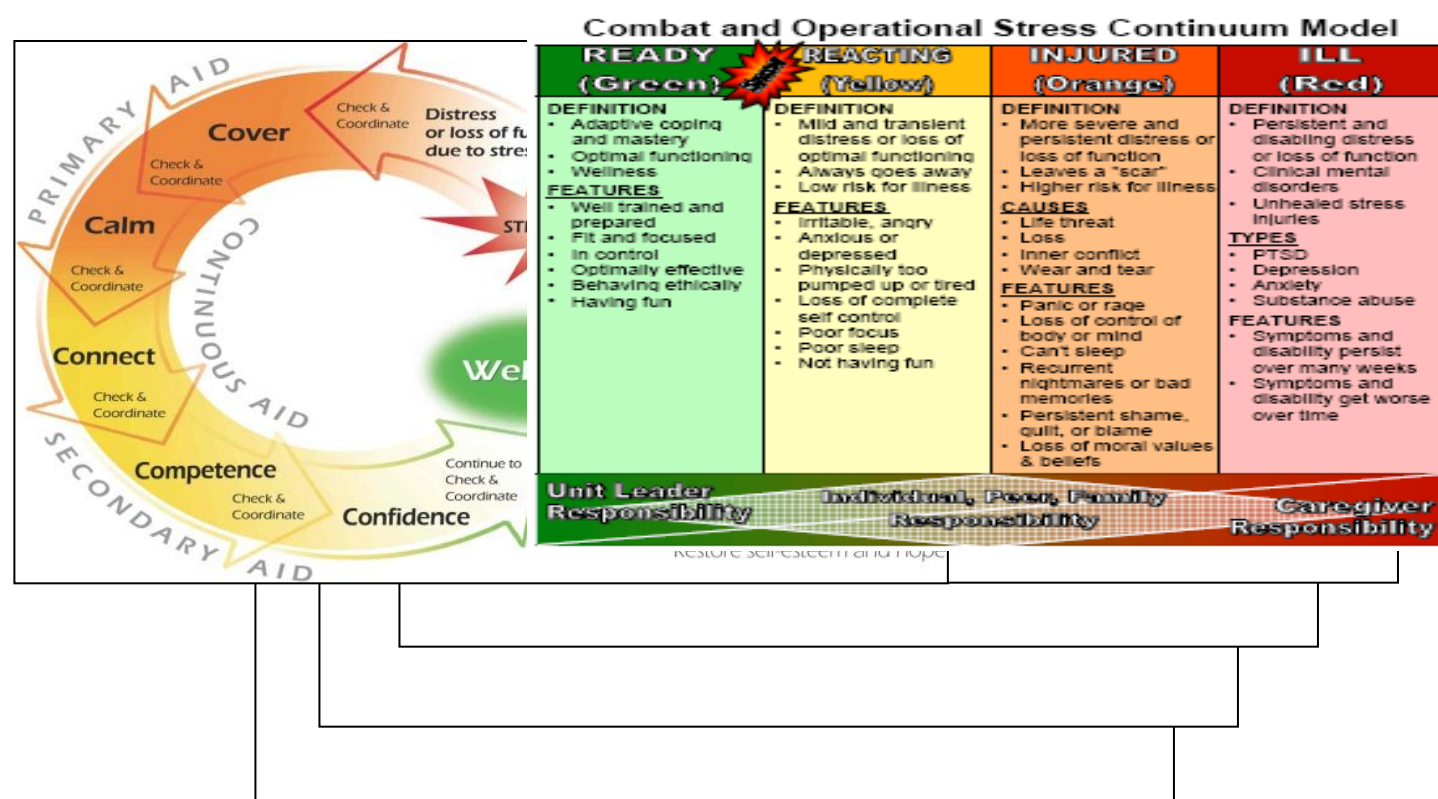 Combat and Operational Stress Continuum Model
PRIMARY AID
Cover
Check &
Coordinate
Distress
or loss of fu
due to stre
Check &
Coordinate
Calm
Check &
Coordinate
CONTINUOUS AID
Connect
Check &
Coordinate
SECONDARY AID
Competence
Check &
Coordinate
Confidence
Continue to
Check &
Coordinate
STR
Wel
Restore self-esteem and hope
READY
(Green)
DEFINITION
• Adaptive coping
and mastery
• Optimal functioning
• Wellness
FEATURES
• Well trained and
prepared
• Fit and focused
• In control
• Optimally effective
• Behaving ethically
• Having fun
REACTING
(Yellow)
DEFINITION
• Mild and transient
distress or loss of
optimal functioning
• Always goes away
• Low risk for illness
FEATURES
• Irritable, angry
• Anxious or
depressed
• Physically too
pumped up or tired
• Loss of complete
self control
• Poor focus
• Poor sleep
• Not having fun
INJURED
(Orange)
DEFINITION
• More severe and
persistent distress or
loss of function
• Leaves a "scar"
• Higher risk for illness
CAUSES
• Life threat
• Loss
• Inner conflict
• Wear and tear
FEATURES
• Panic or rage
• Loss of control of
body or mind
• Can't sleep
• Recurrent
nightmares or bad
memories
• Persistent shame,
guilt, or blame
• Loss of moral values
& beliefs
ILL
(Red)
DEFINITION
• Persistent and
disabling distress
or loss of function
• Clinical mental
disorders
• Unhealed stress
injuries
TYPES
• PTSD
• Depression
• Anxiety
• Substance abuse
FEATURES
• Symptoms and
disability persist
over many weeks
• Symptoms and
disability get worse
over time
Unit Leader
Responsibility
Individual, Peer, Family
Responsibility
Caregiver
Responsibility